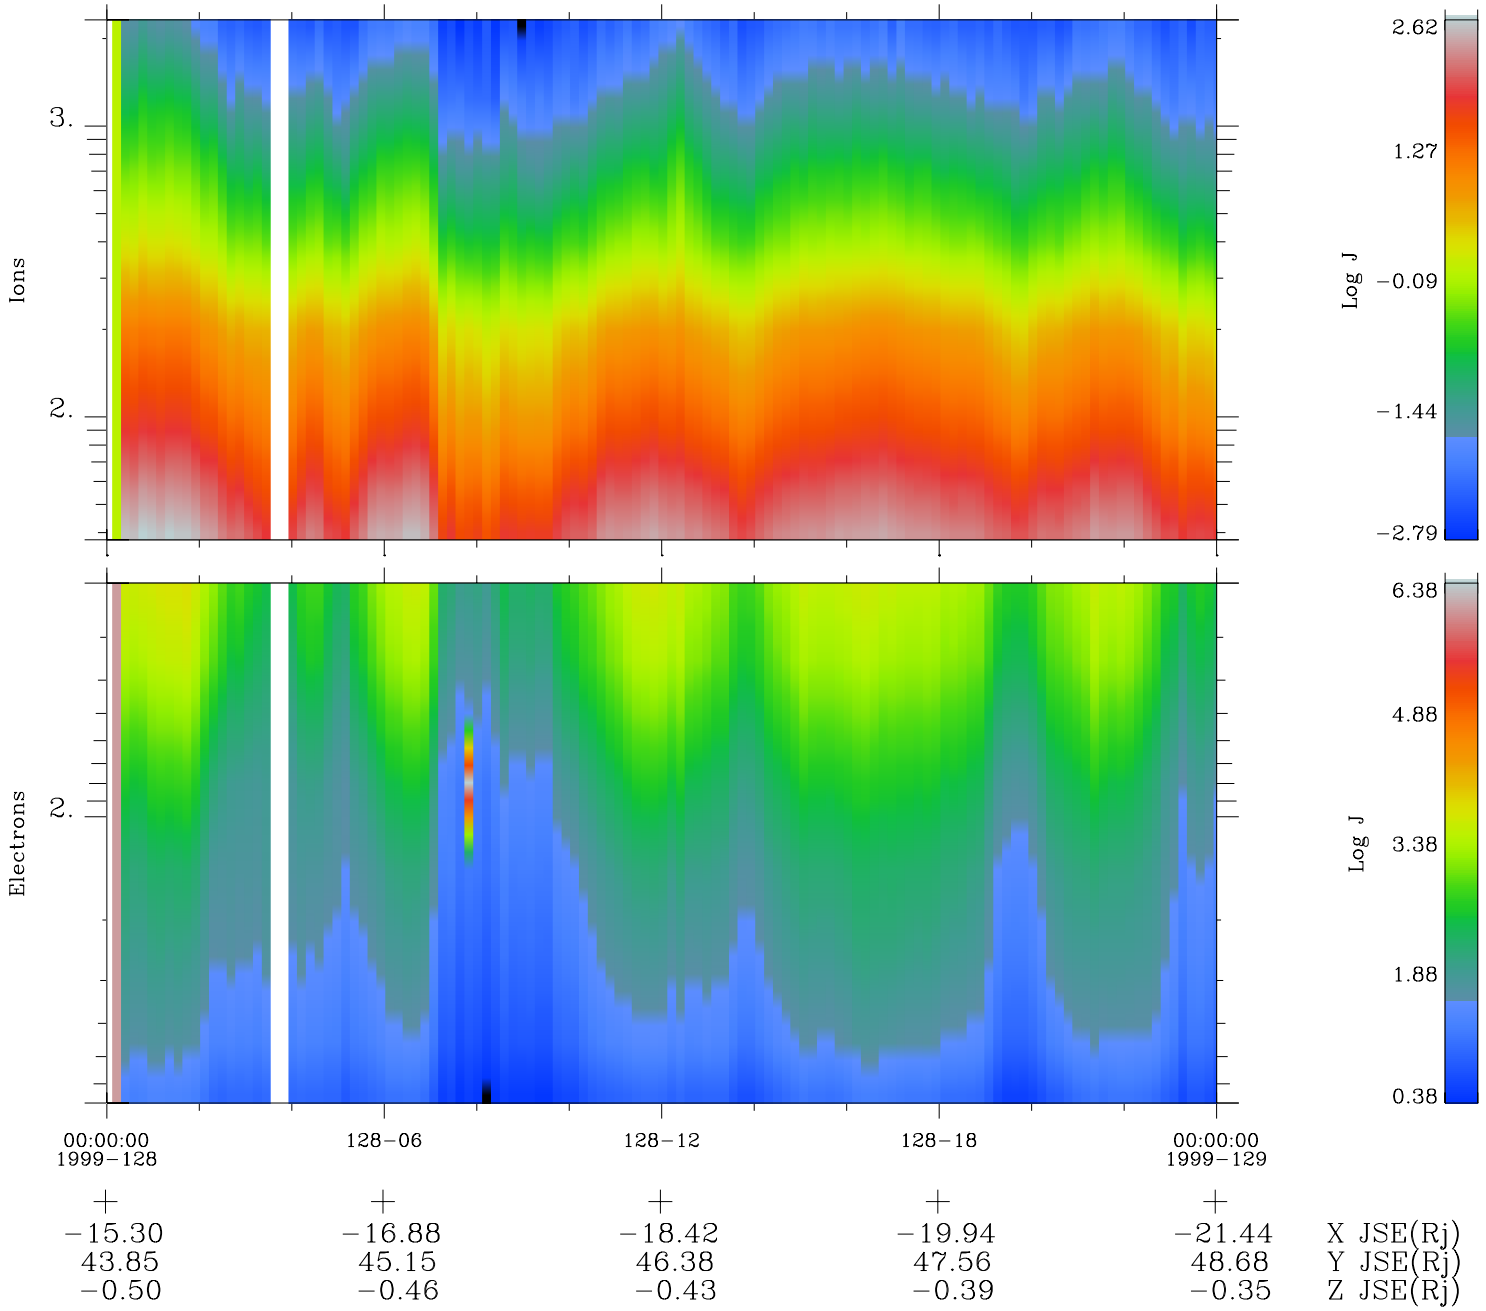 2.62
3.
1.27
Ions
Log J
−0.09
2.
−1.44
−2.79
6.38
4.88
2.
Electrons
Log J
3.38
1.88
0.38
00:00:00 128−06 128−12 128−18 00:00:00
1999−128 1999−129
−15.30 −16.88 −18.42 −19.94 −21.44 X JSE(Rj)
43.85 45.15 46.38 47.56 48.68 Y JSE(Rj)
−0.50 −0.46 −0.43 −0.39 −0.35 Z JSE(Rj)